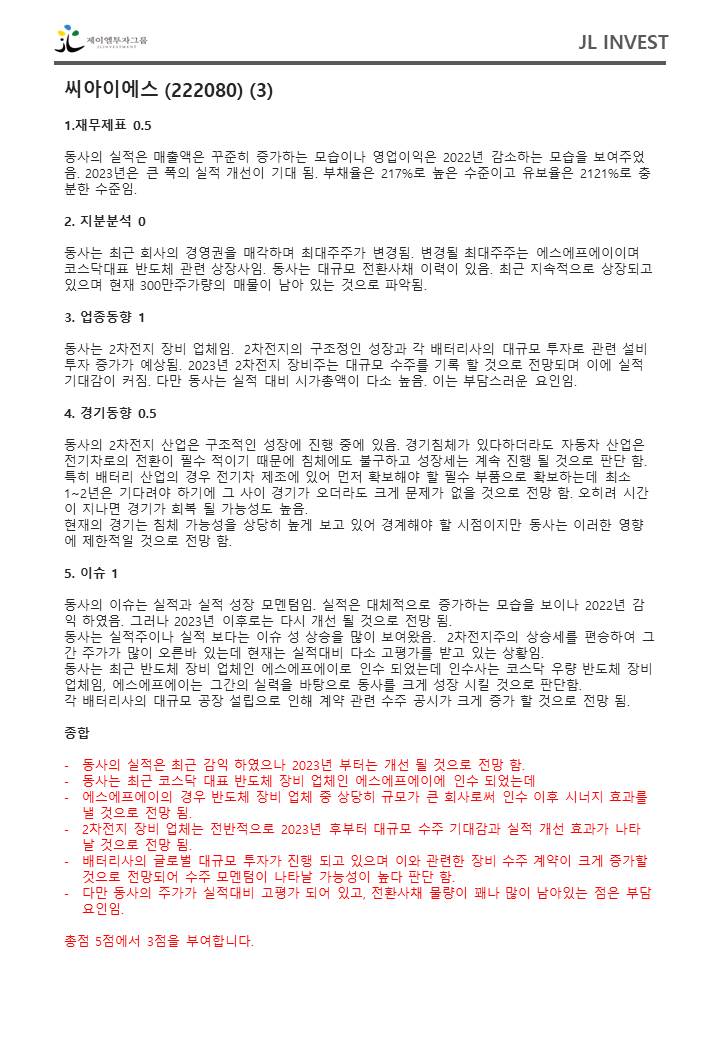 제이엘투자그룹
JLINVESTMENT
JL INVEST
씨아이에스 (222080) (3)
1.재무제표 0.5
동사의 실적은 매출액은 꾸준히 증가하는 모습이나 영업이익은 2022년 감소하는 모습을 보여주었
음. 2023년은 큰 폭의 실적 개선이 기대 됨. 부채율은 217%로 높은 수준이고 유보율은 2121%로 충
분한 수준임.
2. 지분분석 0
동사는 최근 회사의 경영권을 매각하며 최대주주가 변경됨. 변경될 최대주주는 에스에프에이이며
코스닥대표 반도체 관련 상장사임. 동사는 대규모 전환사채 이력이 있음. 최근 지속적으로 상장되고
있으며 현재 300만주가량의 매물이 남아 있는 것으로 파악됨.
3. 업종동향 1
동사는 2차전지 장비 업체임. 2차전지의 구조정인 성장과 각 배터리사의 대규모 투자로 관련 설비
투자 증가가 예상됨. 2023년 2차전지 장비주는 대규모 수주를 기록 할 것으로 전망되며 이에 실적
기대감이 커짐. 다만 동사는 실적 대비 시가총액이 다소 높음. 이는 부담스러운 요인임.
4. 경기동향 0.5
동사의 2차전지 산업은 구조적인 성장에 진행 중에 있음. 경기침체가 있다하더라도 자동차 산업은
전기차로의 전환이 필수 적이기 때문에 침체에도 불구하고 성장세는 계속 진행 될 것으로 판단 함.
특히 배터리 산업의 경우 전기차 제조에 있어 먼저 확보해야 할 필수 부품으로 확보하는데 최소
1~2년은 기다려야 하기에 그 사이 경기가 오더라도 크게 문제가 없을 것으로 전망 함. 오히려 시간
이 지나면 경기가 회복 될 가능성도 높음.
현재의 경기는 침체 가능성을 상당히 높게 보고 있어 경계해야 할 시점이지만 동사는 이러한 영향
에 제한적일 것으로 전망 함.
5. 이슈 1
동사의 이슈는 실적과 실적 성장 모멘텀임. 실적은 대체적으로 증가하는 모습을 보이나 2022년 감
익 하였음. 그러나 2023년 이후로는 다시 개선 될 것으로 전망 됨.
동사는 실적주이나 실적 보다는 이슈 성 상승을 많이 보여왔음. 2차전지주의 상승세를 편승하여 그
간 주가가 많이 오른바 있는데 현재는 실적대비 다소 고평가를 받고 있는 상황임.
동사는 최근 반도체 장비 업체인 에스에프에이로 인수 되었는데 인수사는 코스닥 우량 반도체 장비
업체임, 에스에프에이는 그간의 실력을 바탕으로 동사를 크게 성장 시킬 것으로 판단함.
각 배터리사의 대규모 공장 설립으로 인해 계약 관련 수주 공시가 크게 증가 할 것으로 전망 됨.
종합
- 동사의 실적은 최근 감익 하였으나 2023년 부터는 개선 될 것으로 전망 함.
- 동사는 최근 코스닥 대표 반도체 장비 업체인 에스에프에이에 인수 되었는데
- 에스에프에이의 경우 반도체 장비 업체 중 상당히 규모가 큰 회사로써 인수 이후 시너지 효과를
낼 것으로 전망 됨.
- 2차전지 장비 업체는 전반적으로 2023년 후부터 대규모 수주 기대감과 실적 개선 효과가 나타
날 것으로 전망 됨.
- 배터리사의 글로벌 대규모 투자가 진행 되고 있으며 이와 관련한 장비 수주 계약이 크게 증가할
것으로 전망되어 수주 모멘텀이 나타날 가능성이 높다 판단 함.
- 다만 동사의 주가가 실적대비 고평가 되어 있고, 전환사채 물량이 꽤나 많이 남아있는 점은 부담
요인임.
총점 5점에서 3점을 부여합니다.